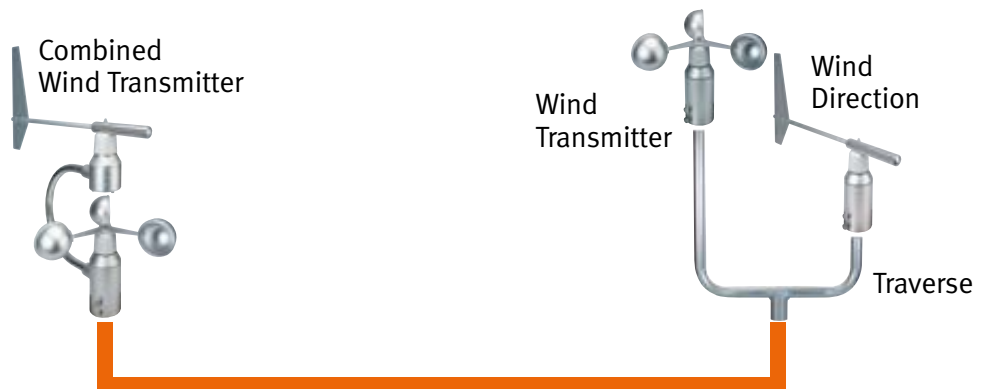 Combined
Wind Transmitter
Wind
Transmitter
Wind
Direction
Traverse